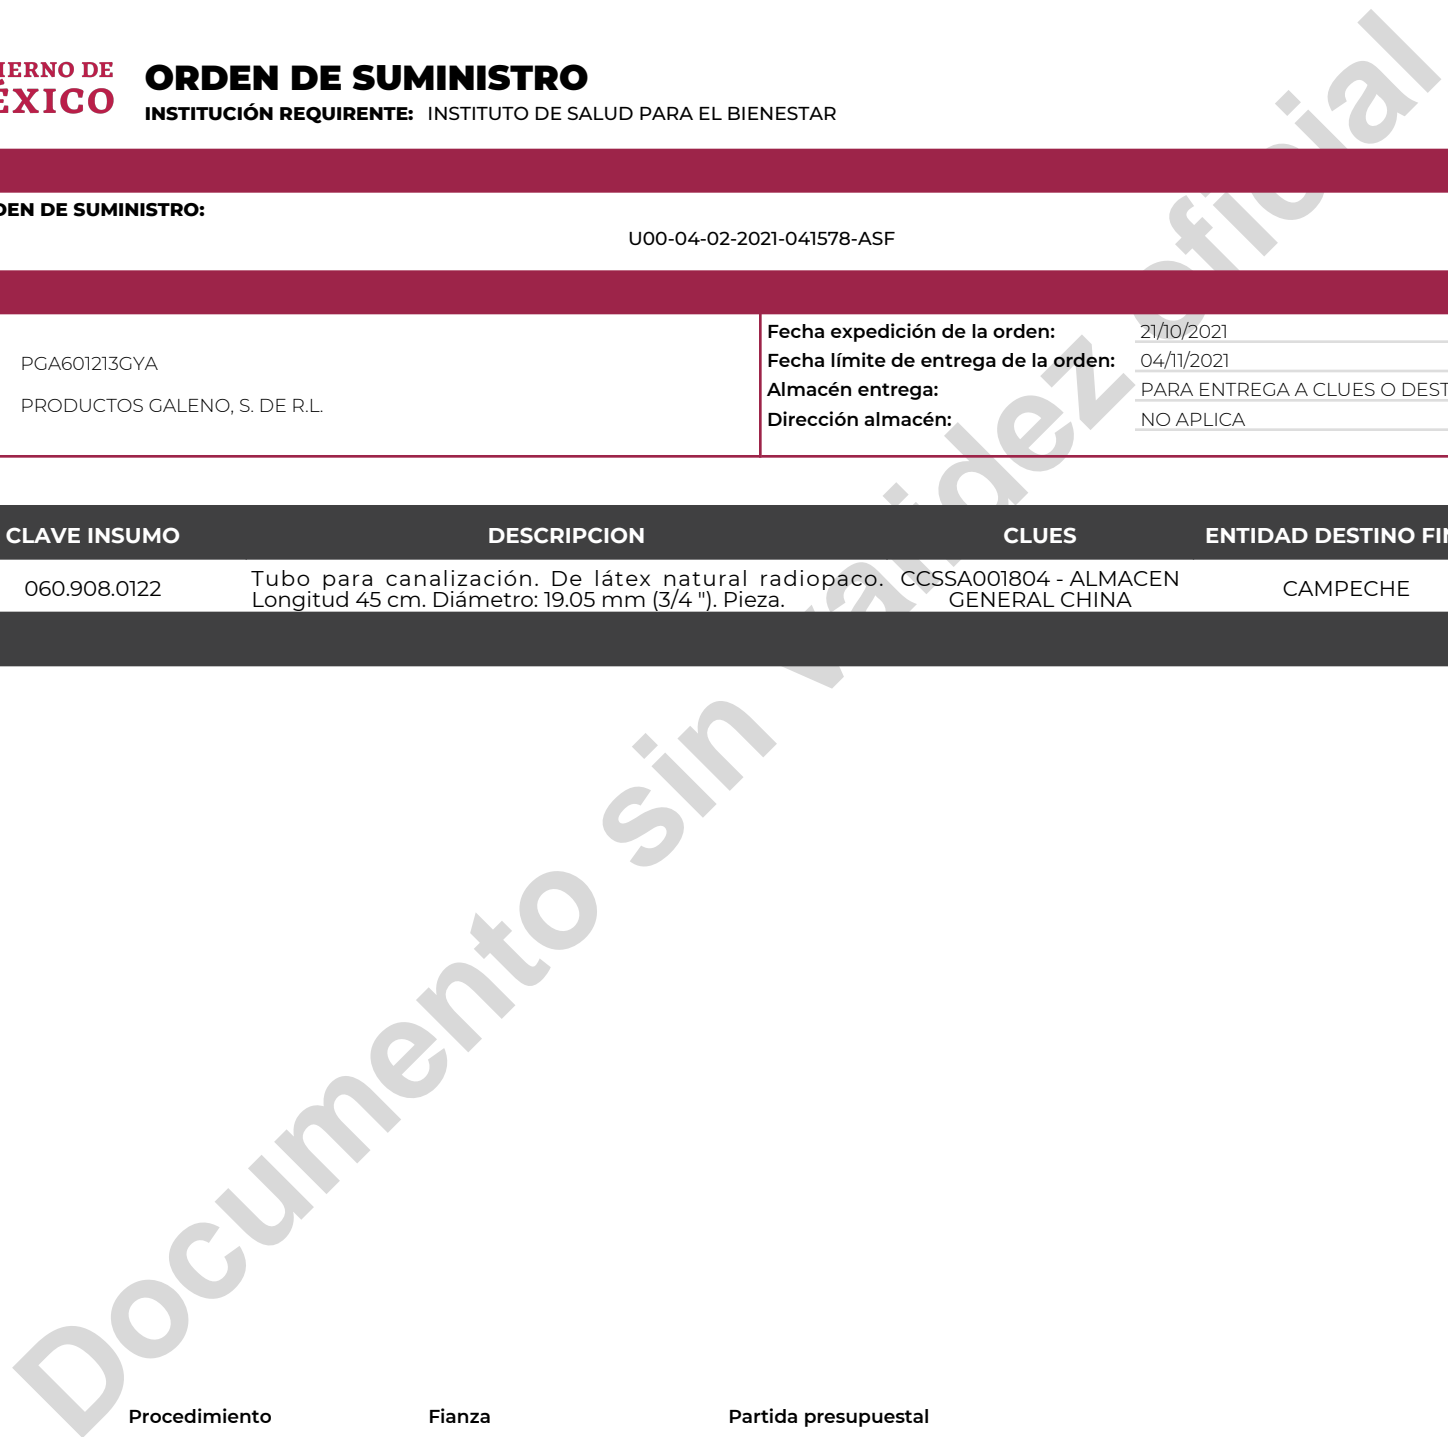 IERNO DE
ÉXICO
ORDEN DE SUMINISTRO
INSTITUCIÓN REQUIRENTE: INSTITUTO DE SALUD PARA EL BIENESTAR
DEN DE SUMINISTRO:
U00-04-02-2021-041578-ASF
PGA601213GYA
PRODUCTOS GALENO, S. DE R.L.
Fecha expedición de la orden: 21/10/2021
Fecha límite de entrega de la orden: 04/11/2021
Almacén entrega: PARA ENTREGA A CLUES O DEST
Dirección almacén: NO APLICA
CLAVE INSUMO DESCRIPCION CLUES ENTIDAD DESTINO FIN
060.908.0122
Tubo para canalización. De látex natural radiopaco.
Longitud 45 cm. Diámetro: 19.05 mm (3/4 "). Pieza.
CCSSA001804 - ALMACEN
GENERAL CHINA
CAMPECHE
Documento sin validez oficial
Procedimiento Fianza Partida presupuestal